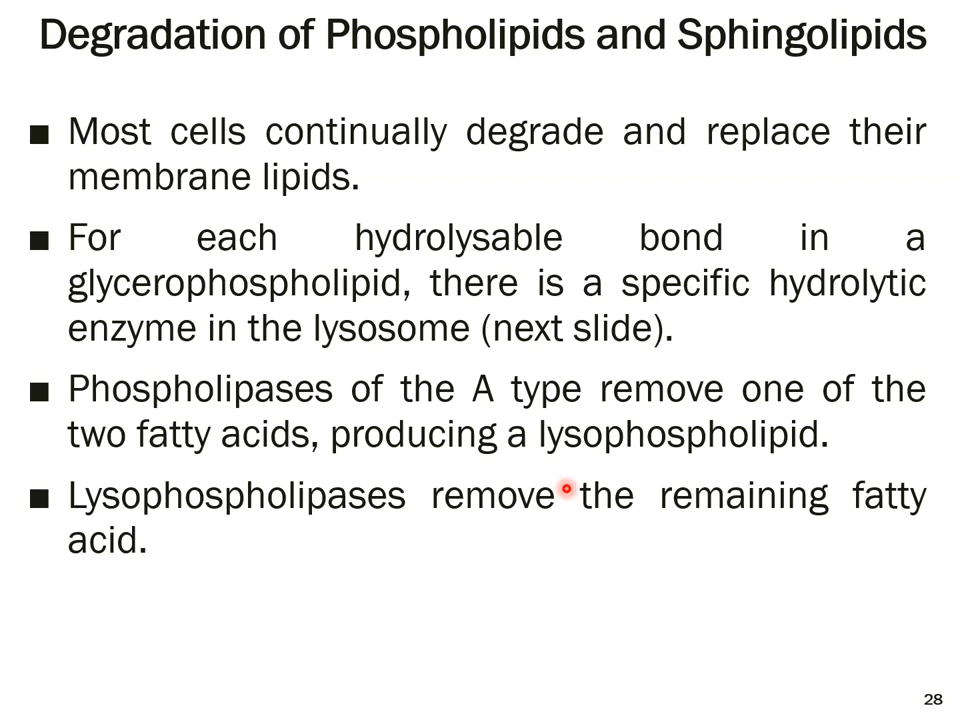 Degradation of Phospholipids and Sphingolipids
■ Most cells continually degrade and replace their
membrane lipids.
■ For each hydrolysable bond in a
glycerophospholipid, there is a specific hydrolytic
enzyme in the lysosome (next slide).
■ Phospholipases of the A type remove one of the
two fatty acids, producing a lysophospholipid.
■ Lysophospholipases remove the remaining fatty
acid.
28